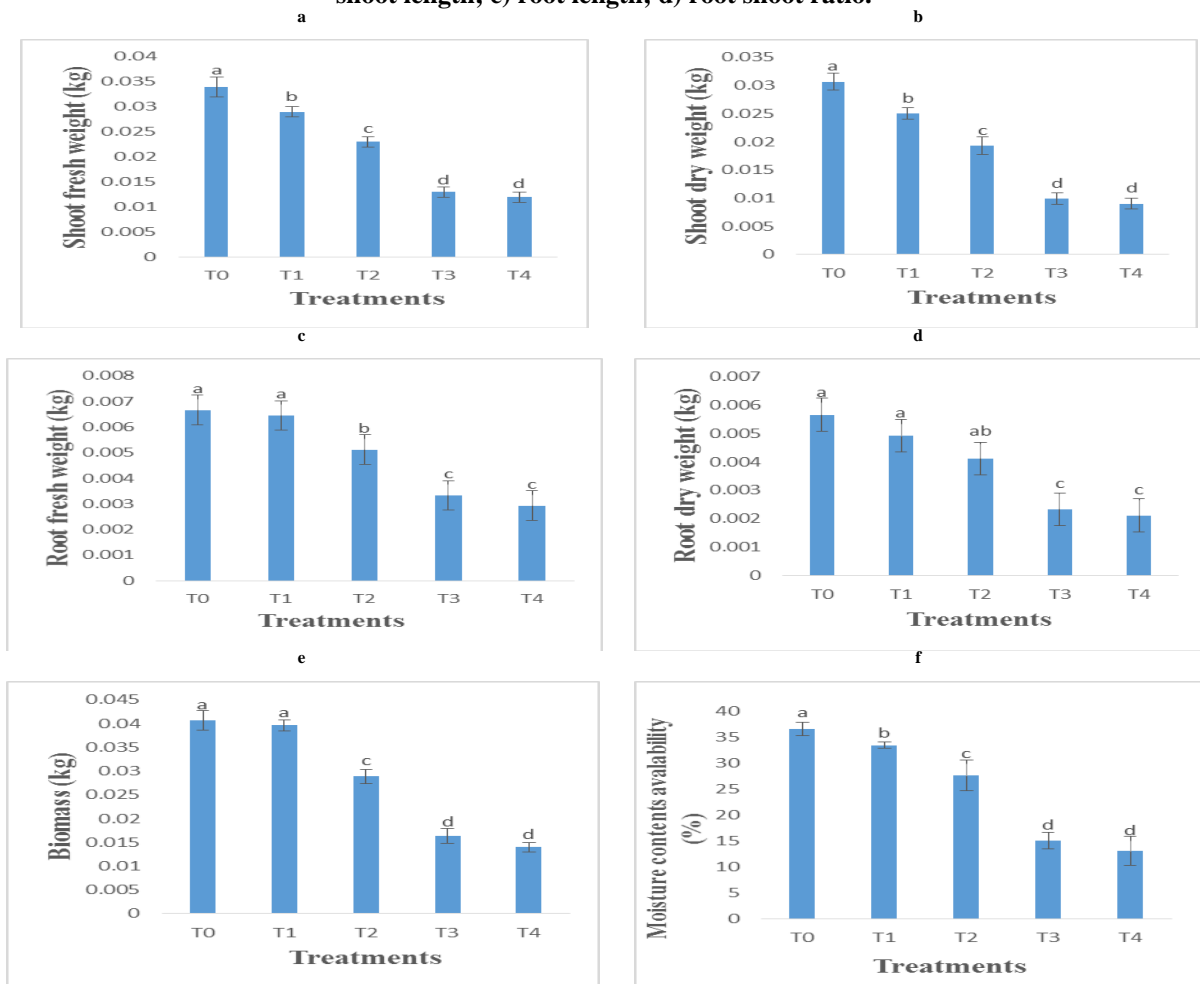 shoot length, c) root length, d) root shoot ratio.
a
b
0.04
0.035
0.03
0.025
0.02
0.015
0.01
0.005
0
Shoot fresh weight (kg)
a
b
c
d
d
T0 T1 T2 T3 T4
Treatments
0.035
0.03
0.025
0.02
0.015
0.01
0.005
0
Shoot dry weight (kg)
a
b
c
d
d
T0 T1 T2 T3 T4
Treatments
c
d
0.008
0.007
0.006
0.005
0.004
0.003
0.002
0.001
0
Root fresh weight (kg)
a
a
b
c
c
T0 T1 T2 T3 T4
Treatments
0.007
0.006
0.005
0.004
0.003
0.002
0.001
0
Root dry weight (kg)
a
a
ab
c
c
T0 T1 T2 T3 T4
Treatments
e
f
0.045
0.04
0.035
0.03
0.025
0.02
0.015
0.01
0.005
0
Biomass (kg)
a
a
c
d
d
T0 T1 T2 T3 T4
Treatments
40
35
30
25
20
15
10
5
0
Moisture contents avalability
(%)
a
b
c
d
d
T0 T1 T2 T3 T4
Treatments